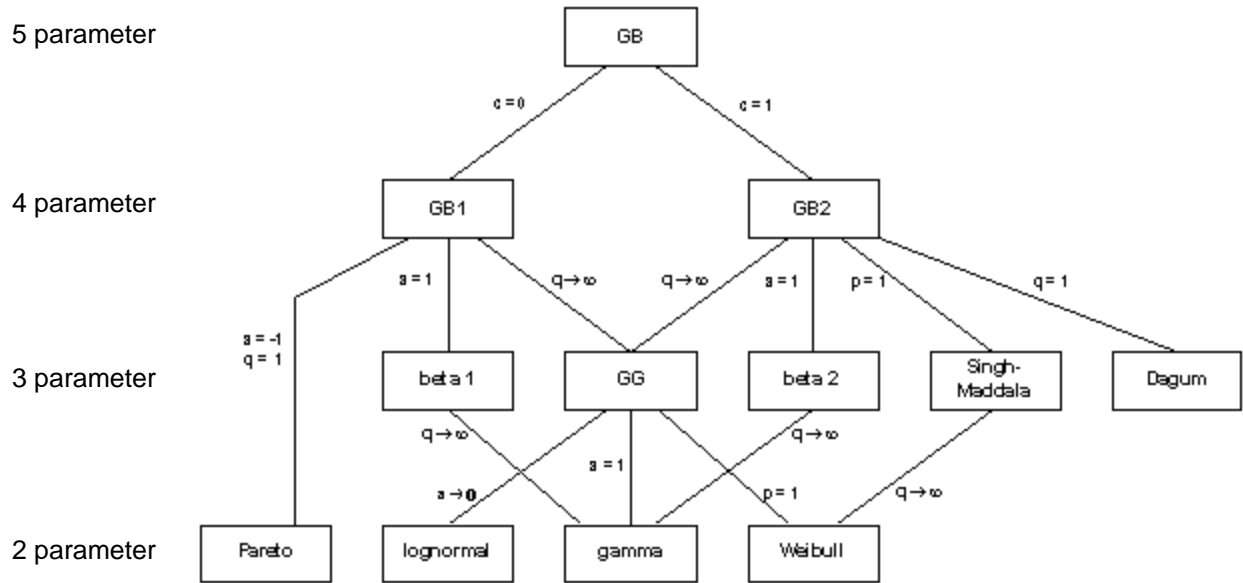 5 parameter
GB
c = 0
c = 1
4 parameter
GB1
GB2
a = 1
q → ∞
q → ∞
a = 1
p = 1
q = 1
a = -1
q = 1
3 parameter
beta 1
GG
beta 2
Singh-
Maddala
Dagum
q → ∞
a = 1
q → ∞
a → 0
p = 1
q → ∞
2 parameter
Pareto
lognormal
gamma
Weibull